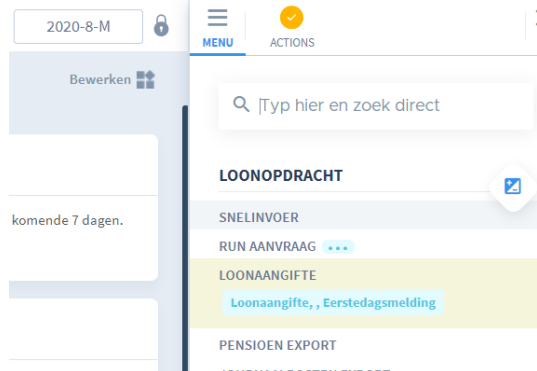 2020-8-M
MENU
ACTIONS
Bewerken
Typ hier en zoek direct
LOONOPDRACHT
komende 7 dagen.
SNELINVOER
RUN AANVRAAG ...
LOONAANGIFTE
Loonaangifte, , Eerstedagsmelding
PENSIOEN EXPORT